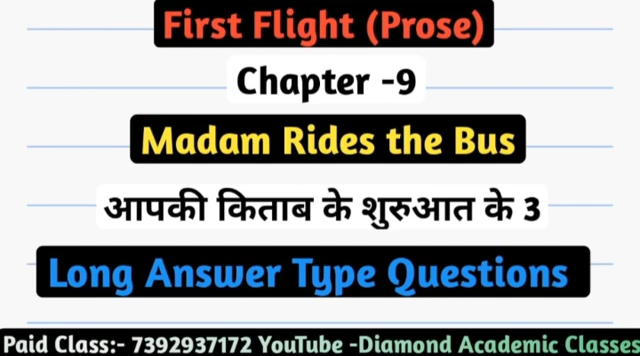 First Flight (Prose)
Chapter -9
Madam Rides the Bus
आपकी किताब के शुरुआत के 3
Long Answer Type Questions
Paid Class:- 7392937172 YouTube -Diamond Academic Classes